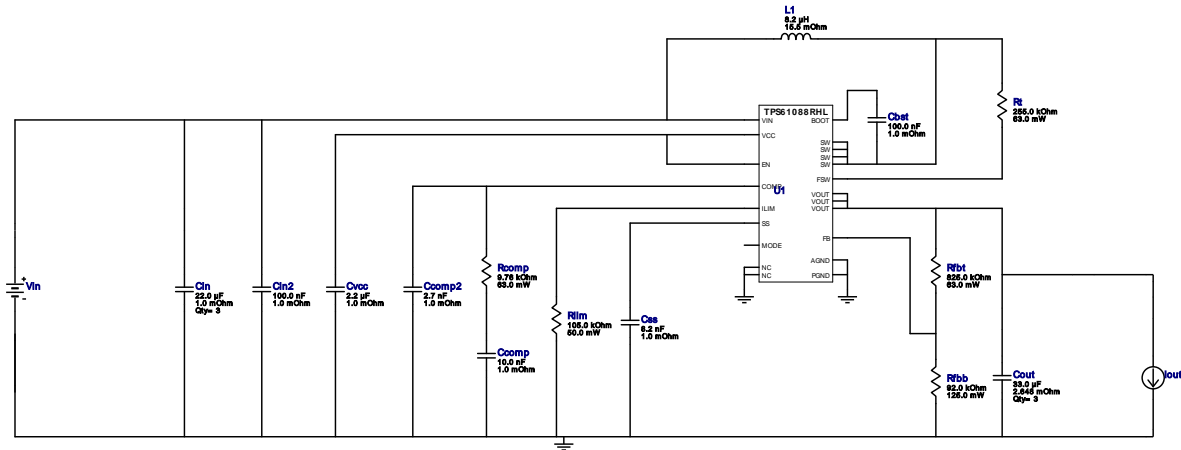 L1
8.2 µH
15.5 mOhm
TPS61088RHL
VIN
BOOT
VCC
SW
SW
SW
EN
SW
FSW
COMP
U1
VOUT
VOUT
ILIM
VOUT
SS
FB
MODE
AGND
NC
NC
PGND
Cbst
100.0 nF
1.0 mOhm
Rt
255.0 kOhm
63.0 mW
Vin
Cin
22.0 µF
1.0 mOhm
Qty= 3
Cin2
100.0 nF
1.0 mOhm
Cvcc
2.2 µF
1.0 mOhm
Ccomp2
2.7 nF
1.0 mOhm
Rcomp
9.76 kOhm
63.0 mW
Ccomp
10.0 nF
1.0 mOhm
Rlim
105.0 kOhm
50.0 mW
Css
8.2 nF
1.0 mOhm
Rfbt
825.0 kOhm
63.0 mW
Rfbb
92.0 kOhm
125.0 mW
Cout
33.0 µF
2.645 mOhm
Qty= 3
Iout